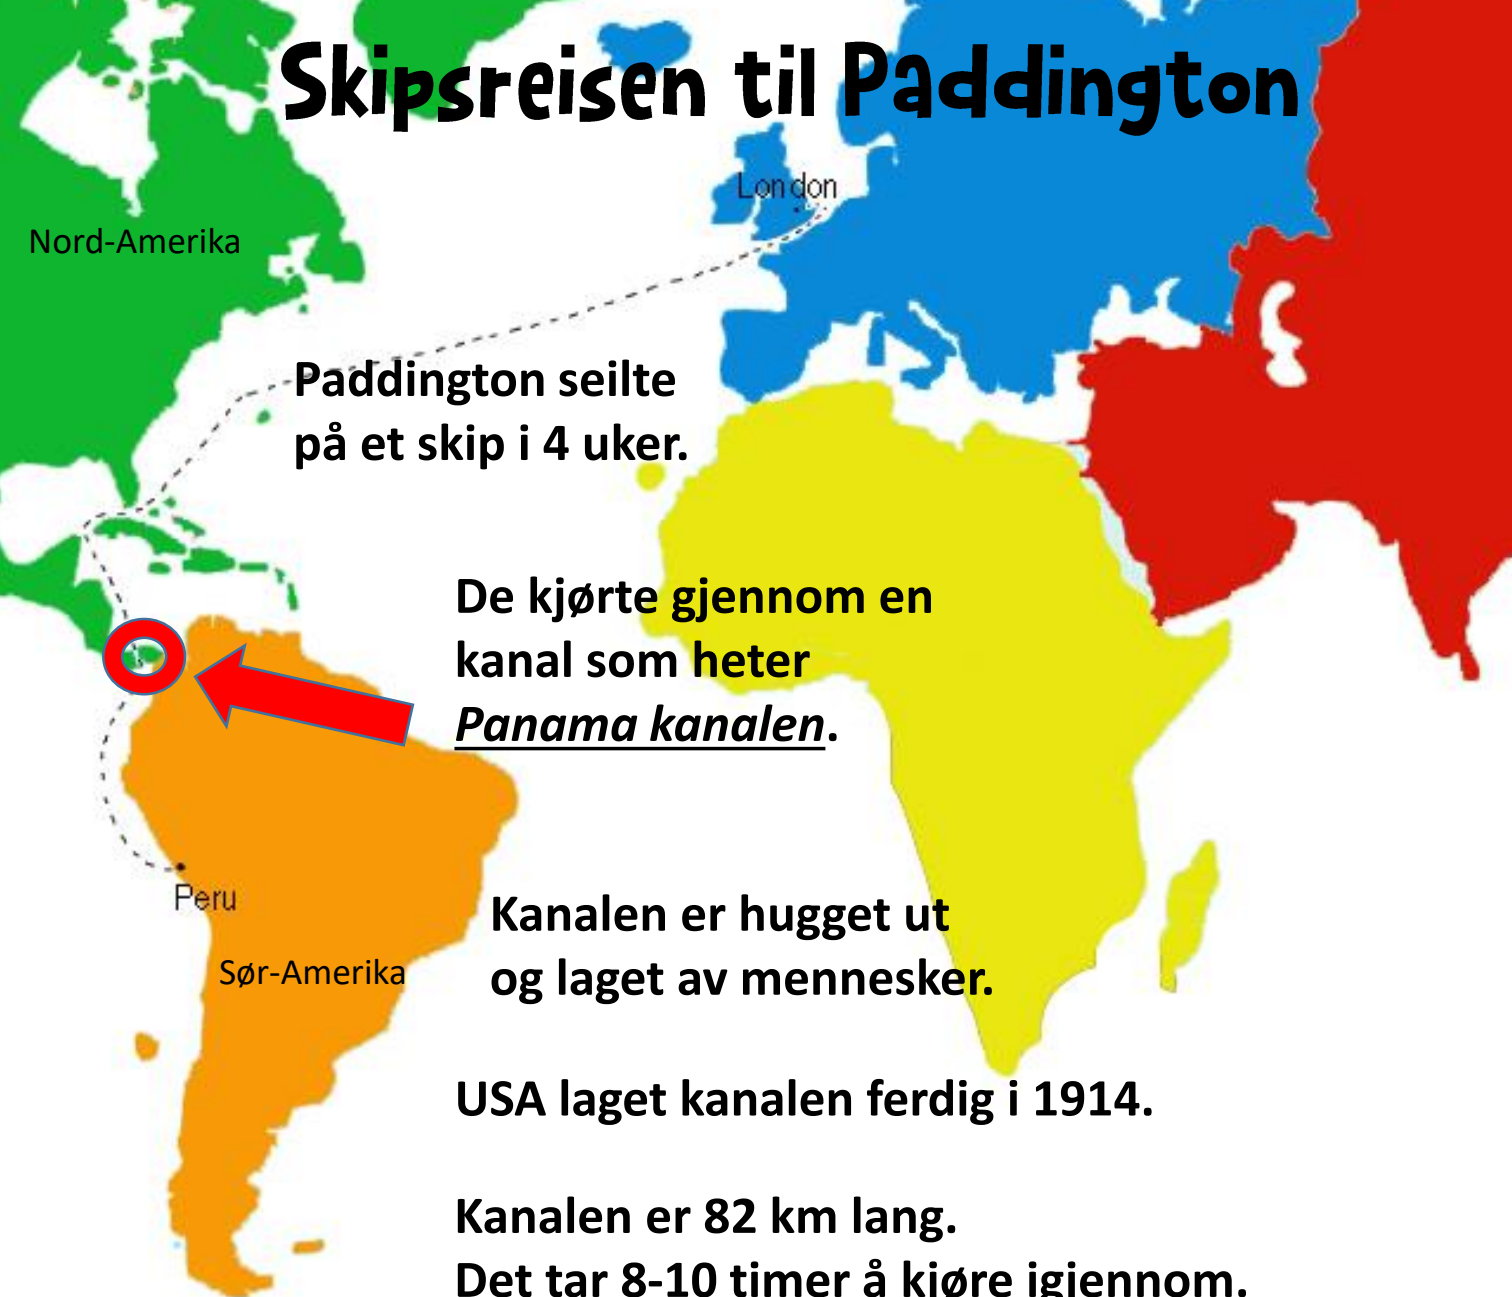 Skipsreisen til Paddington
London
Nord-Amerika
Paddington seilte
på et skip i 4 uker.
De kjørte gjennom en
kanal som heter
Panama kanalen.
Peru
Kanalen er hugget ut
og laget av mennesker.
Sør-Amerika
USA laget kanalen ferdig i 1914.
Kanalen er 82 km lang.
Det tar 8-10 timer å kjøre igjennom.